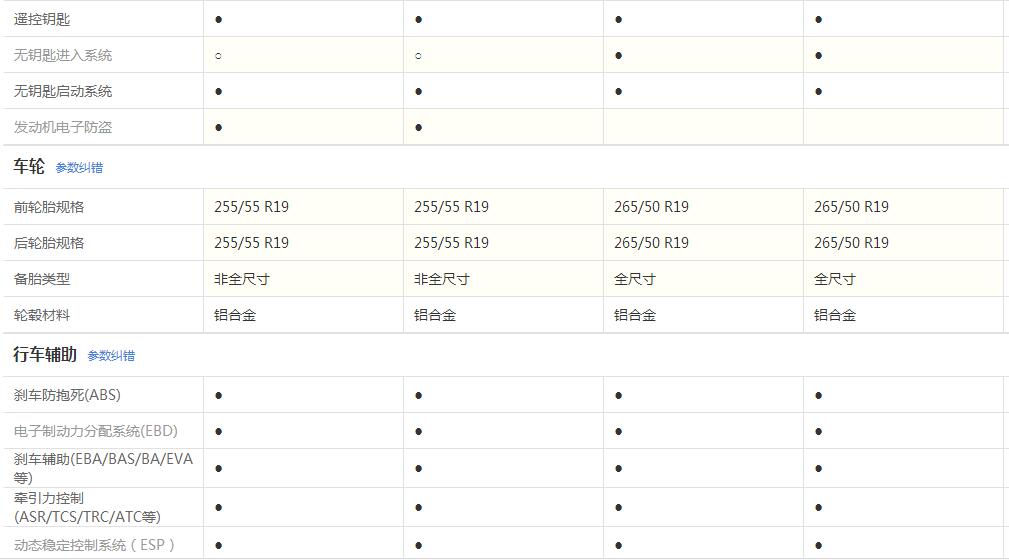 遥控钥匙 ● ● ● ●
无钥匙进入系统 ○ ○ ● ●
无钥匙启动系统 ● ● ● ●
发动机电子防盗 ● ●
车轮 参数纠错
前轮胎规格 255/55 R19 255/55 R19 265/50 R19 265/50 R19
后轮胎规格 255/55 R19 255/55 R19 265/50 R19 265/50 R19
备胎类型 非全尺寸 非全尺寸 全尺寸 全尺寸
轮毂材料 铝合金 铝合金 铝合金 铝合金
行车辅助 参数纠错
刹车防抱死(ABS) ● ● ● ●
电子制动力分配系统(EBD) ● ● ● ●
刹车辅助(EBA/BAS/BA/EVA
等) ● ● ● ●
牵引力控制
(ASR/TCS/TRC/ATC等) ● ● ● ●
动态稳定控制系统（ESP） ● ● ● ●